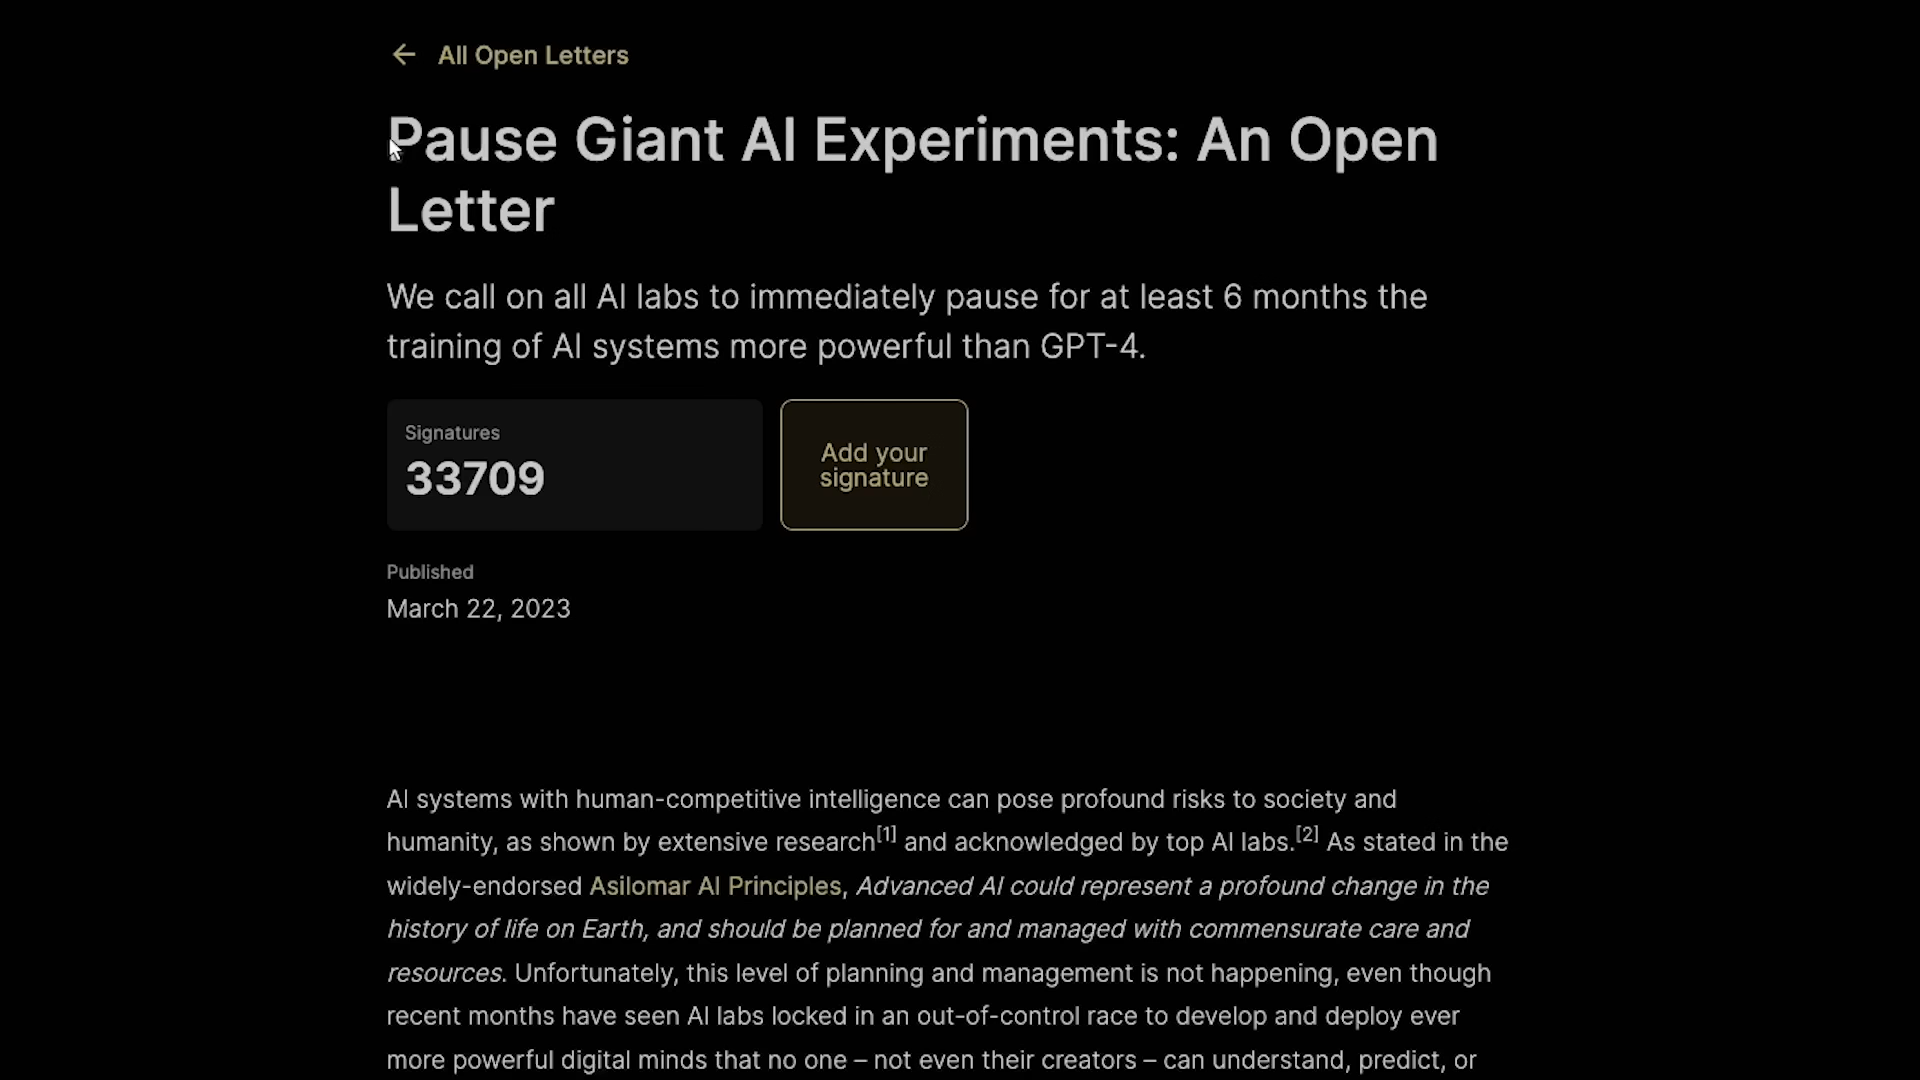 ← All Open Letters
Pause Giant AI Experiments: An Open
Letter
We call on all AI labs to immediately pause for at least 6 months the
training of AI systems more powerful than GPT-4.
Signatures
33709
Add your
signature
Published
March 22, 2023
AI systems with human-competitive intelligence can pose profound risks to society and
humanity, as shown by extensive research[1] and acknowledged by top AI labs.[2] As stated in the
widely-endorsed Asilomar AI Principles, Advanced AI could represent a profound change in the
history of life on Earth, and should be planned for and managed with commensurate care and
resources. Unfortunately, this level of planning and management is not happening, even though
recent months have seen AI labs locked in an out-of-control race to develop and deploy ever
more powerful digital minds that no one – not even their creators – can understand, predict, or